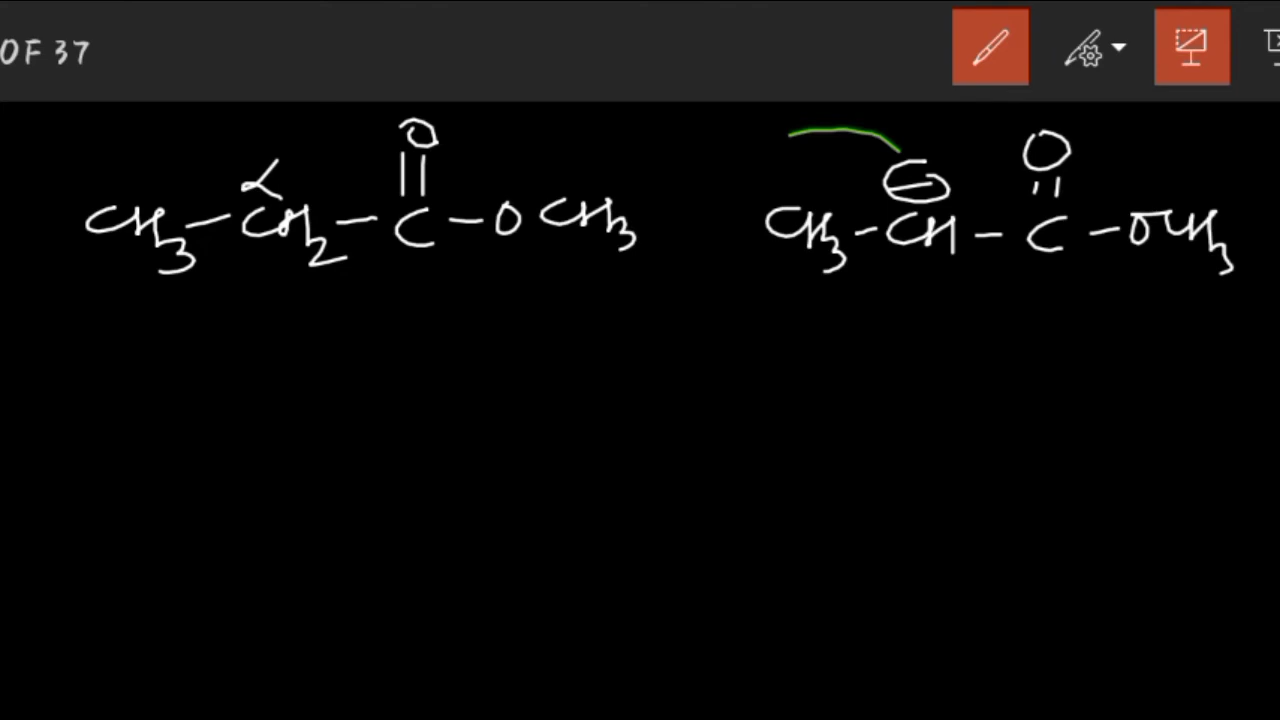 OF 37
O O
α ⊖
CH3-CH2-C-OCH3 CH3-CH-C-OCH3